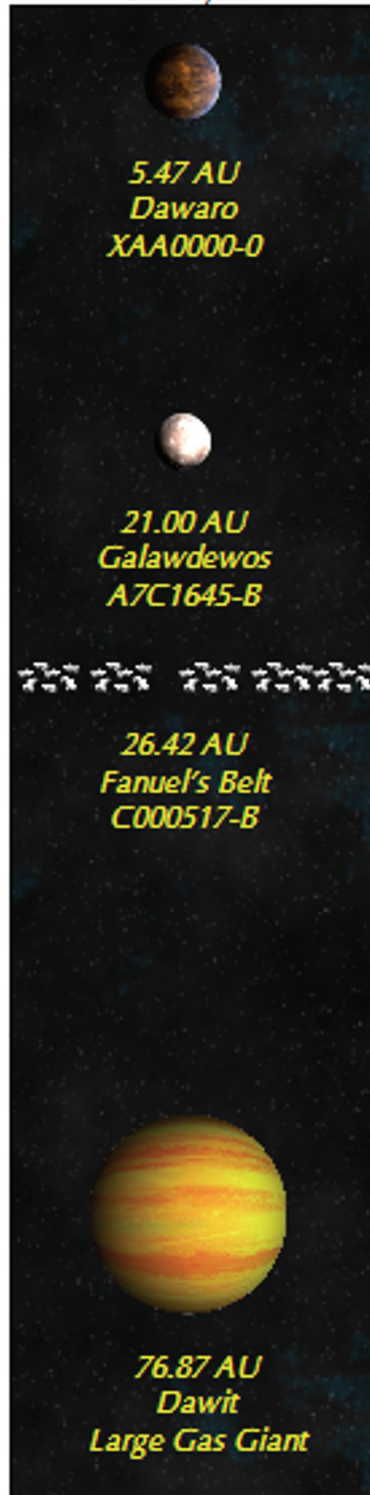 5.47 AU
Dawaro
XAA0000-0
21.00 AU
Galawdewos
A7C1645-B
26.42 AU
Fanuel's Belt
C000517-B
76.87 AU
Dawit
Large Gas Giant